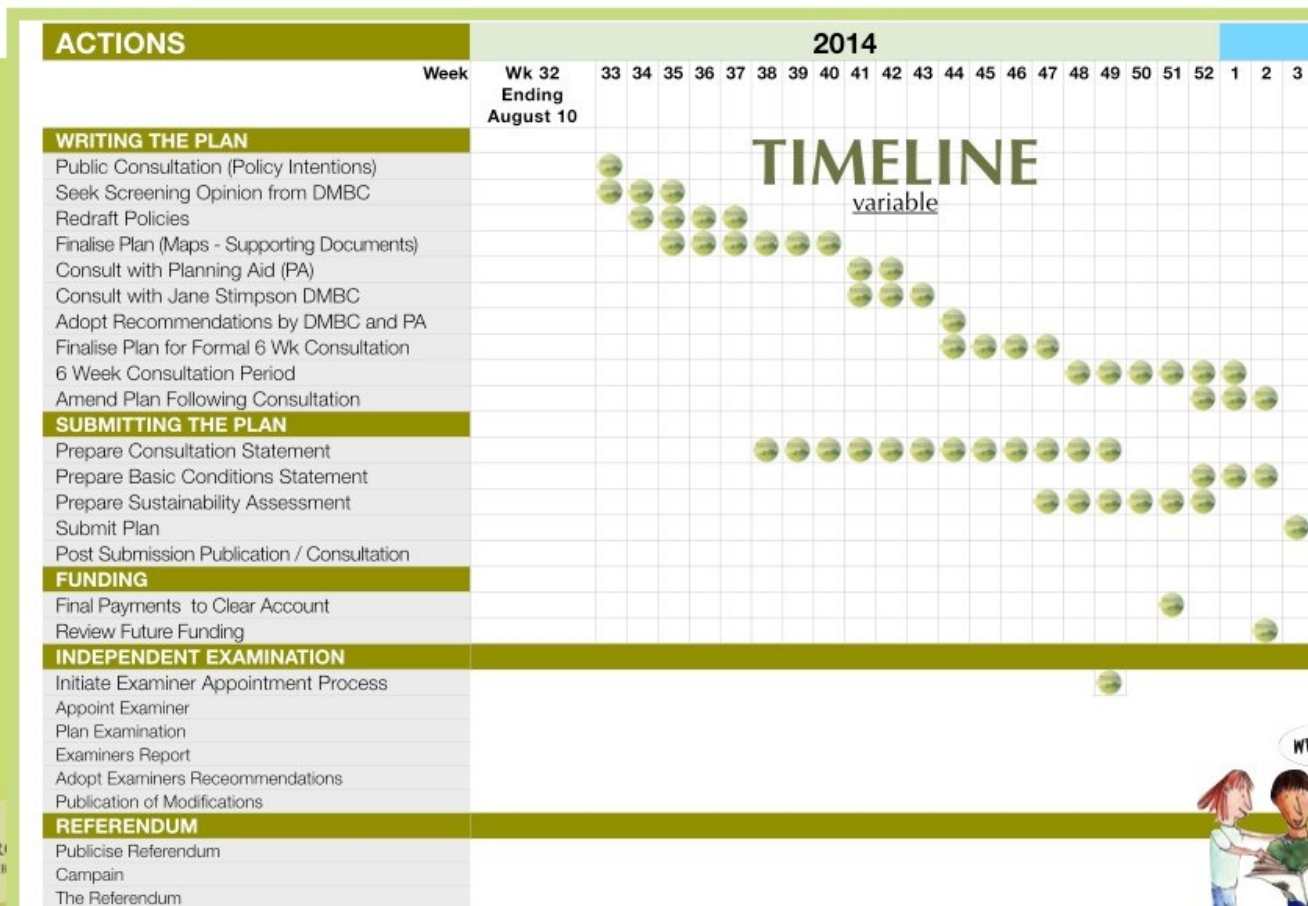 ACTIONS 2014
Week Wk 32 33 34 35 36 37 38 39 40 41 42 43 44 45 46 47 48 49 50 51 52 1 2 3
Ending
August 10
WRITING THE PLAN
TIMELINE
variable
Public Consultation (Policy Intentions)
Seek Screening Opinion from DMBC
Redraft Policies
Finalise Plan (Maps - Supporting Documents)
Consult with Planning Aid (PA)
Consult with Jane Stimpson DMBC
Adopt Recommendations by DMBC and PA
Finalise Plan for Formal 6 Wk Consultation
6 Week Consultation Period
Amend Plan Following Consultation
SUBMITTING THE PLAN
Prepare Consultation Statement
Prepare Basic Conditions Statement
Prepare Sustainability Assessment
Submit Plan
Post Submission Publication / Consultation
FUNDING
Final Payments to Clear Account
Review Future Funding
INDEPENDENT EXAMINATION
Initiate Examiner Appointment Process
Appoint Examiner
Plan Examination
Examiners Report
Adopt Examiners Receommendations
Publication of Modifications
REFERENDUM
Publicise Referendum
Campain
The Referendum